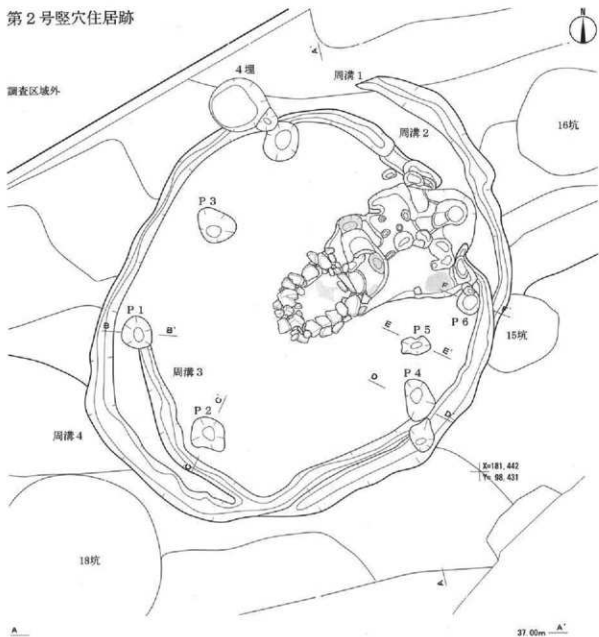 第2号竪穴住居跡
N
A'
4埋
周溝1
調査区域外
周溝2
16坑
P3
P1
B
B'
P6
F
F'
15坑
E
P5
E'
周溝3
D
P4
C'
P2
D'
周溝4
C
X=181,442
Y= 98,431
18坑
A
A
37.00m
A'